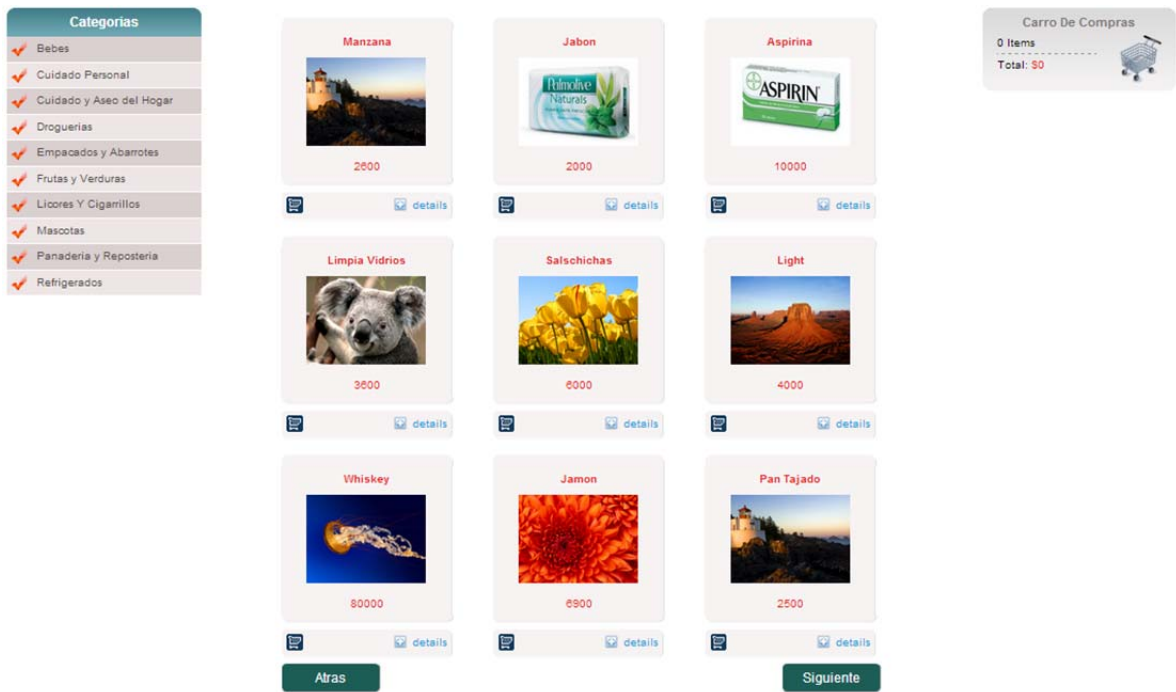 Categorias
Bebes
Cuidado Personal
Cuidado y Aseo del Hogar
Droguerias
Empacados y Abarrotes
Frutas y Verduras
Licores Y Cigarrillos
Mascotas
Panaderia y Reposteria
Refrigerados
Manzana
2600
details
Jabon
Palmolive
Naturals
2000
details
Aspirina
BAYER
ASPIRIN
10000
details
Limpia Vidrios
3600
details
Salschichas
6000
details
Light
4000
details
Whiskey
80000
details
Jamon
6900
details
Pan Tajado
2500
details
Atras
Siguiente
Carro De Compras
0 Items
Total: $0